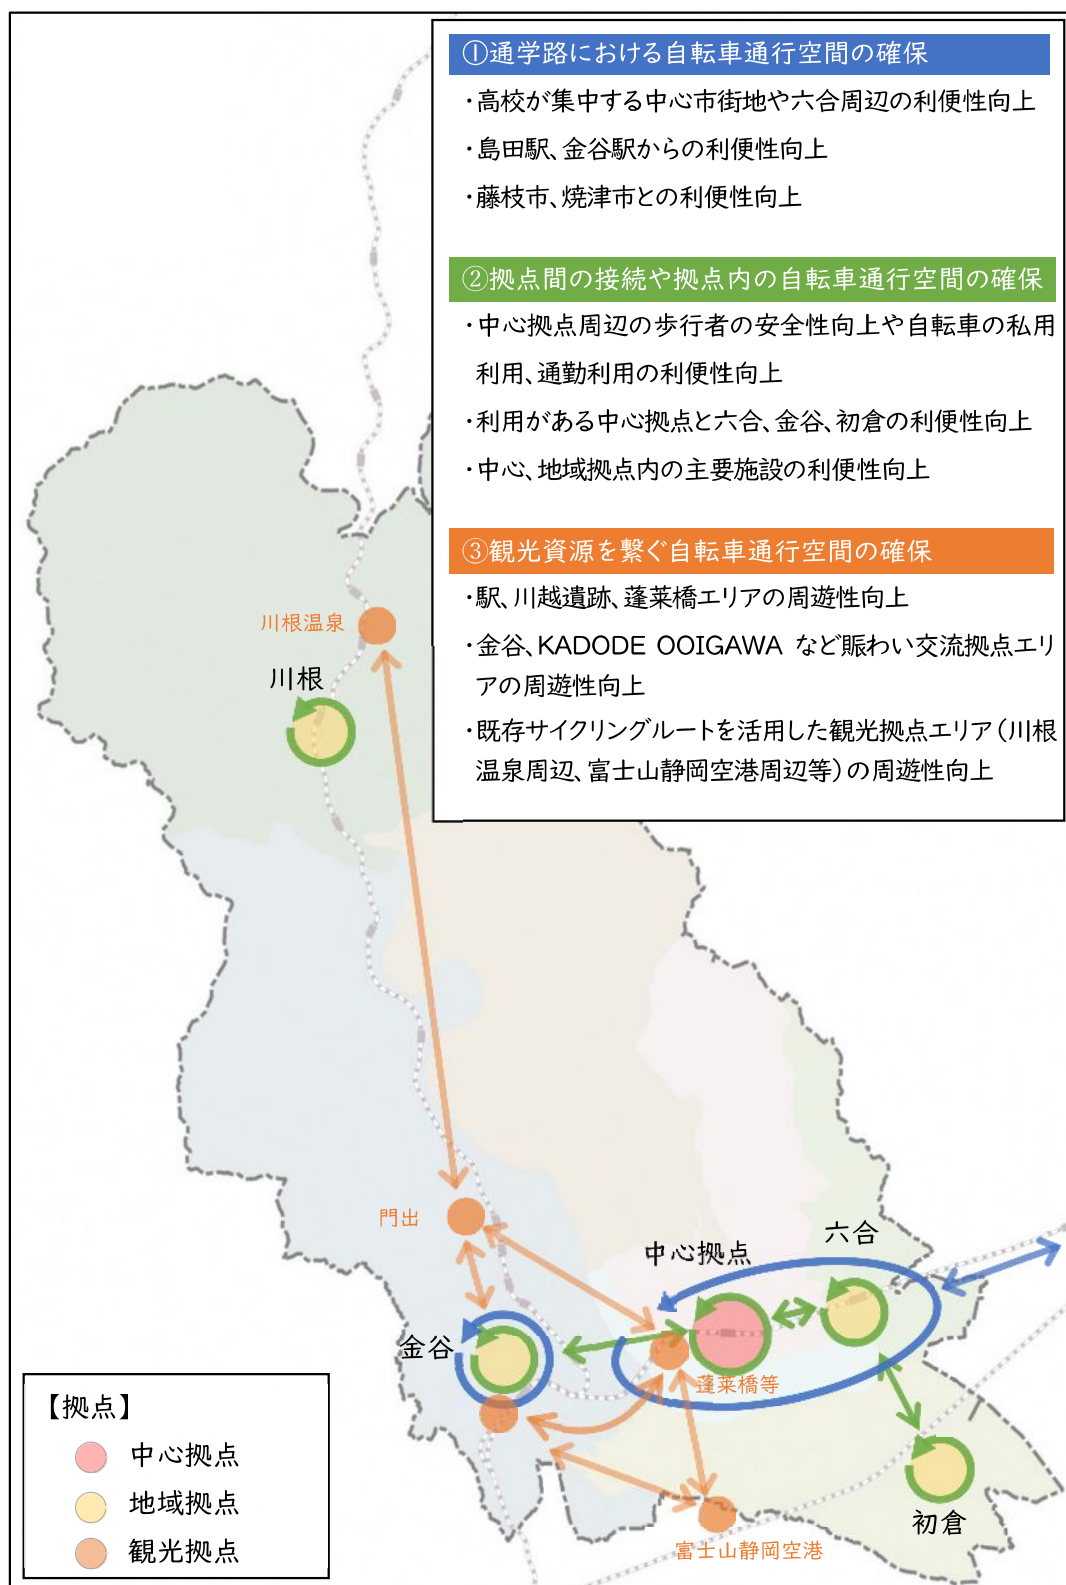 ①通学路における自転車通行空間の確保
・高校が集中する中心市街地や六合周辺の利便性向上
・島田駅、金谷駅からの利便性向上
・藤枝市、焼津市との利便性向上
②拠点間の接続や拠点内の自転車通行空間の確保
・中心拠点周辺の歩行者の安全性向上や自転車の私用
利用、通勤利用の利便性向上
・利用がある中心拠点と六合、金谷、初倉の利便性向上
・中心、地域拠点内の主要施設の利便性向上
③観光資源を繋ぐ自転車通行空間の確保
・駅、川越遺跡、蓬莱橋エリアの周遊性向上
・金谷、KADODE OOIGAWA など賑わい交流拠点エリ
アの周遊性向上
・既存サイクリングルートを活用した観光拠点エリア（川根
温泉周辺、富士山静岡空港周辺等）の周遊性向上
川根温泉
川根
門出
六合
中心拠点
金谷
蓬莱橋等
初倉
富士山静岡空港
【拠点】
中心拠点
地域拠点
観光拠点